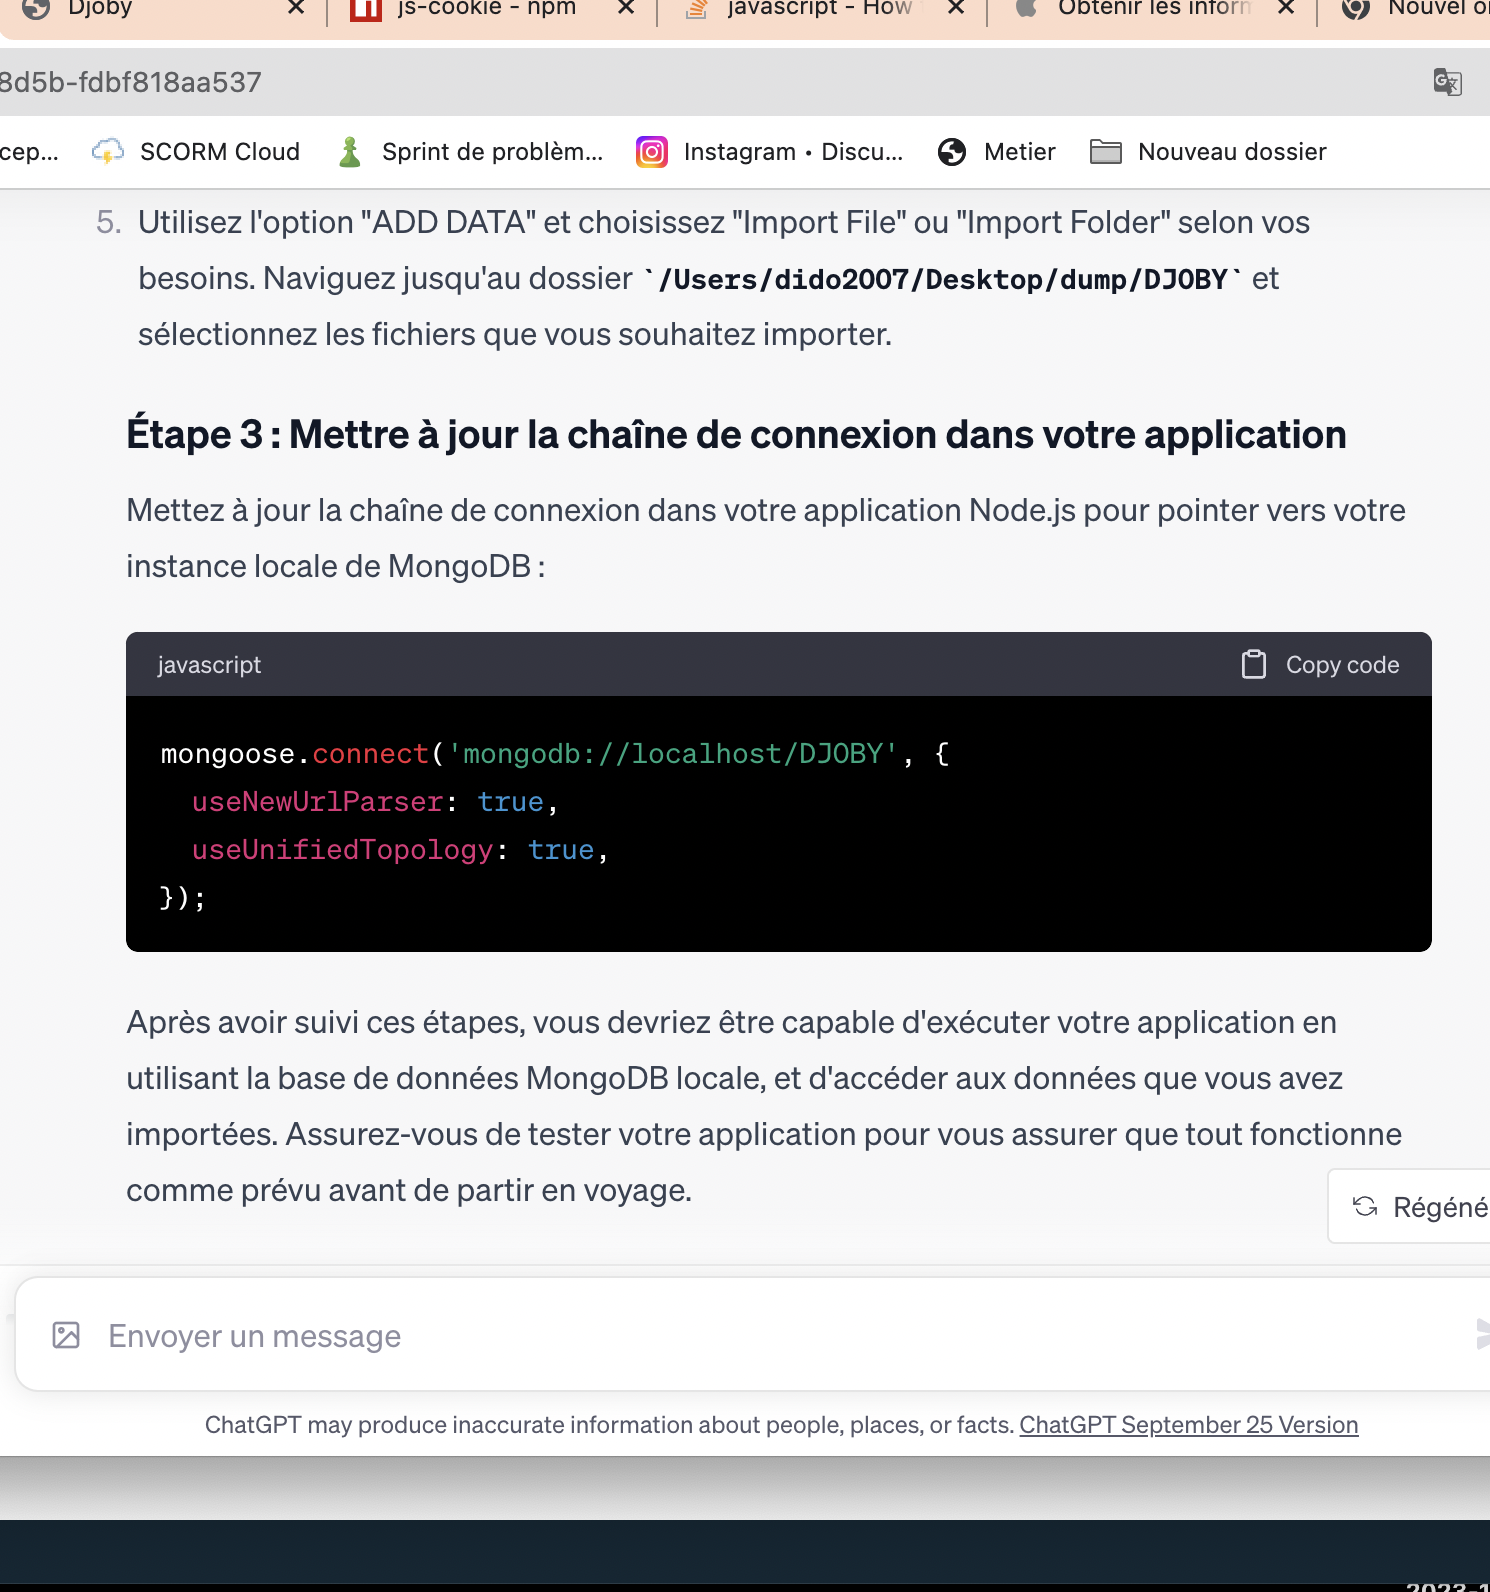 Djoby
js-cookie - npm
javascript - How
Obtenir les inform
Nouvel o
8d5b-fdbf818aa537
cep...
SCORM Cloud
Sprint de problèm...
Instagram • Discu...
Metier
Nouveau dossier
5. Utilisez l'option "ADD DATA" et choisissez "Import File" ou "Import Folder" selon vos
besoins. Naviguez jusqu'au dossier `/Users/dido2007/Desktop/dump/DJOBY` et
sélectionnez les fichiers que vous souhaitez importer.
Étape 3 : Mettre à jour la chaîne de connexion dans votre application
Mettez à jour la chaîne de connexion dans votre application Node.js pour pointer vers votre
instance locale de MongoDB :
javascript
Copy code
mongoose.connect('mongodb://localhost/DJOBY', {
useNewUrlParser: true,
useUnifiedTopology: true,
});
Après avoir suivi ces étapes, vous devriez être capable d'exécuter votre application en
utilisant la base de données MongoDB locale, et d'accéder aux données que vous avez
importées. Assurez-vous de tester votre application pour vous assurer que tout fonctionne
comme prévu avant de partir en voyage.
Régéné
Envoyer un message
ChatGPT may produce inaccurate information about people, places, or facts. ChatGPT September 25 Version
2023-1